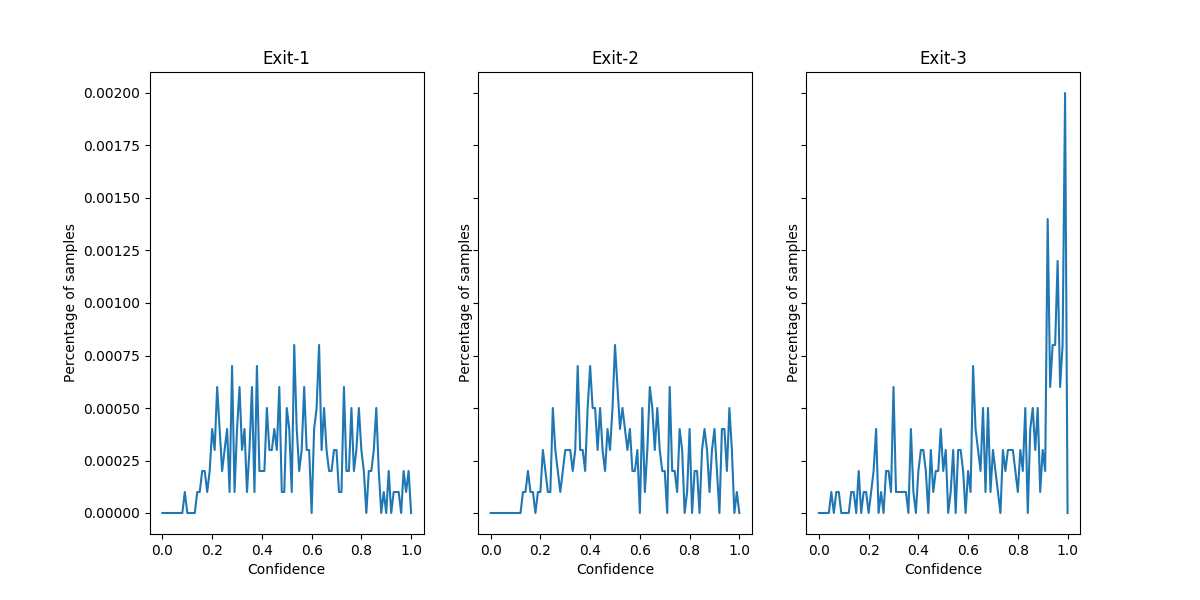 Exit-1
Exit-2
Exit-3
0.00200
0.00175
0.00150
0.00125
0.00100
0.00075
0.00050
0.00025
0.00000
Percentage of samples
Percentage of samples
Percentage of samples
0.0 0.2 0.4 0.6 0.8 1.0
0.0 0.2 0.4 0.6 0.8 1.0
0.0 0.2 0.4 0.6 0.8 1.0
Confidence
Confidence
Confidence